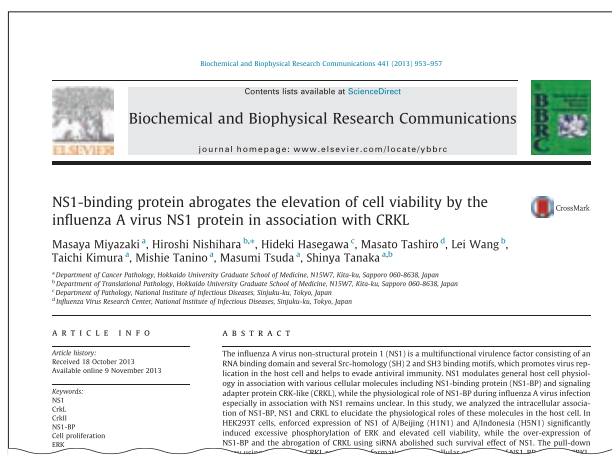 Biochemical and Biophysical Research Communications 441 (2013) 953–957
Contents lists available at ScienceDirect
Biochemical and Biophysical Research Communications
journal homepage: www.elsevier.com/locate/ybbrc
ELSEVIER
BBRC
NS1-binding protein abrogates the elevation of cell viability by the
influenza A virus NS1 protein in association with CRKL
CrossMark
Masaya Miyazaki a, Hiroshi Nishihara b,*, Hideki Hasegawa c, Masato Tashiro d, Lei Wang b,
Taichi Kimura a, Mishie Tanino a, Masumi Tsuda a, Shinya Tanaka a,b
a Department of Cancer Pathology, Hokkaido University Graduate School of Medicine, N15W7, Kita-ku, Sapporo 060-8638, Japan
b Department of Translational Pathology, Hokkaido University Graduate School of Medicine, N15W7, Kita-ku, Sapporo 060-8638, Japan
c Department of Pathology, National Institute of Infectious Diseases, Sinjuku-ku, Tokyo, Japan
d Influenza Virus Research Center, National Institute of Infectious Diseases, Sinjuku-ku, Tokyo, Japan
ARTICLE INFO
Article history:
Received 18 October 2013
Available online 9 November 2013
Keywords:
NS1
CrkL
CrkII
NS1-BP
Cell proliferation
ERK
ABSTRACT
The influenza A virus non-structural protein 1 (NS1) is a multifunctional virulence factor consisting of an
RNA binding domain and several Src-homology (SH) 2 and SH3 binding motifs, which promotes virus rep-
lication in the host cell and helps to evade antiviral immunity. NS1 modulates general host cell physiol-
ogy in association with various cellular molecules including NS1-binding protein (NS1-BP) and signaling
adapter protein CRK-like (CRKL), while the physiological role of NS1-BP during influenza A virus infection
especially in association with NS1 remains unclear. In this study, we analyzed the intracellular associa-
tion of NS1-BP, NS1 and CRKL to elucidate the physiological roles of these molecules in the host cell. In
HEK293T cells, enforced expression of NS1 of A/Beijing (H1N1) and A/Indonesia (H5N1) significantly
induced excessive phosphorylation of ERK and elevated cell viability, while the over-expression of
NS1-BP and the abrogation of CRKL using siRNA abolished such survival effect of NS1. The pull-down